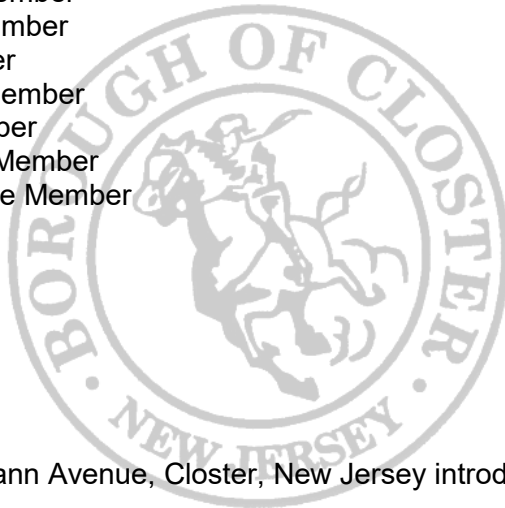 ember
mber
er
ember
ber
Member
e Member
BOROUGH OF CLOSTER
NEW JERSEY
ann Avenue, Closter, New Jersey introd